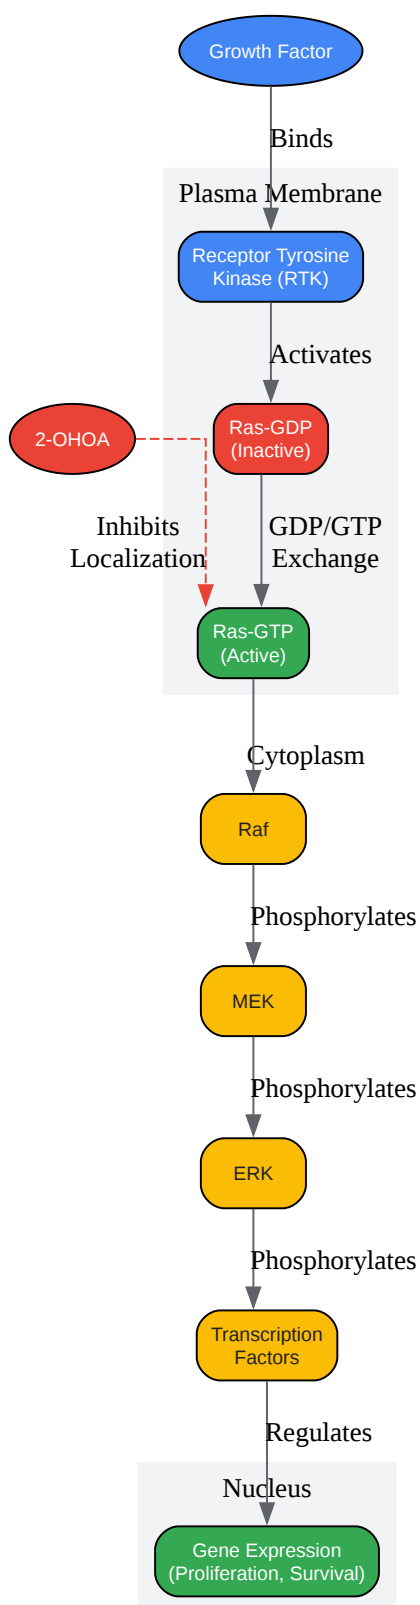 Growth Factor
Binds
Plasma Membrane
Receptor Tyrosine
Kinase (RTK)
Activates
2-OHOA
Ras-GDP
(Inactive)
Inhibits
Localization
GDP/GTP
Exchange
Ras-GTP
(Active)
Cytoplasm
Raf
Phosphorylates
MEK
Phosphorylates
ERK
Phosphorylates
Transcription
Factors
Regulates
Nucleus
Gene Expression
(Proliferation, Survival)